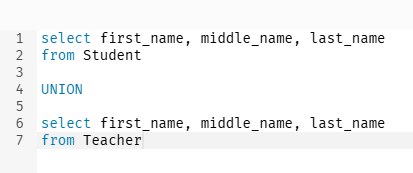 1 select first_name, middle_name, last_name
2 from Student
3
4 UNION
5
6 select first_name, middle_name, last_name
7 from Teacher